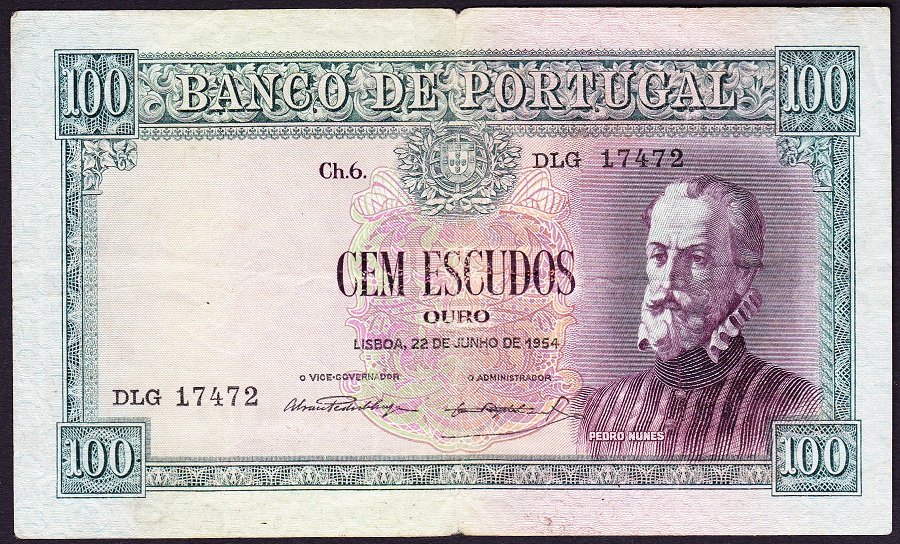 100 BANCO DE PORTUGAL 100
Ch.6. DLG 17472
CEM ESCUDOS
OURO
LISBOA, 22 DE JUNHO DE 1954
O VICE-GOVERNADOR O ADMINISTRADOR
DLG 17472
PEDRO NUNES
100 100